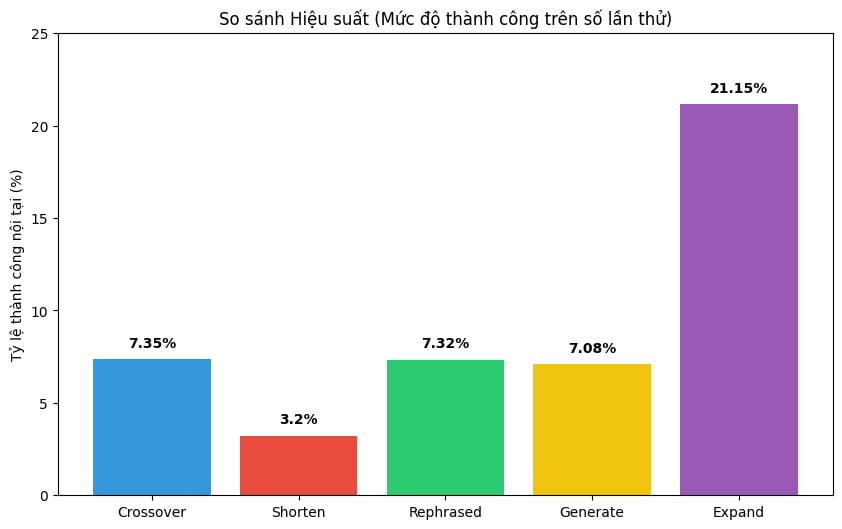 So sánh Hiệu suất (Mức độ thành công trên số lần thử)
Tỷ lệ thành công nội tại (%)
25
20
15
10
5
0
7.35%
3.2%
7.32%
7.08%
21.15%
Crossover
Shorten
Rephrased
Generate
Expand